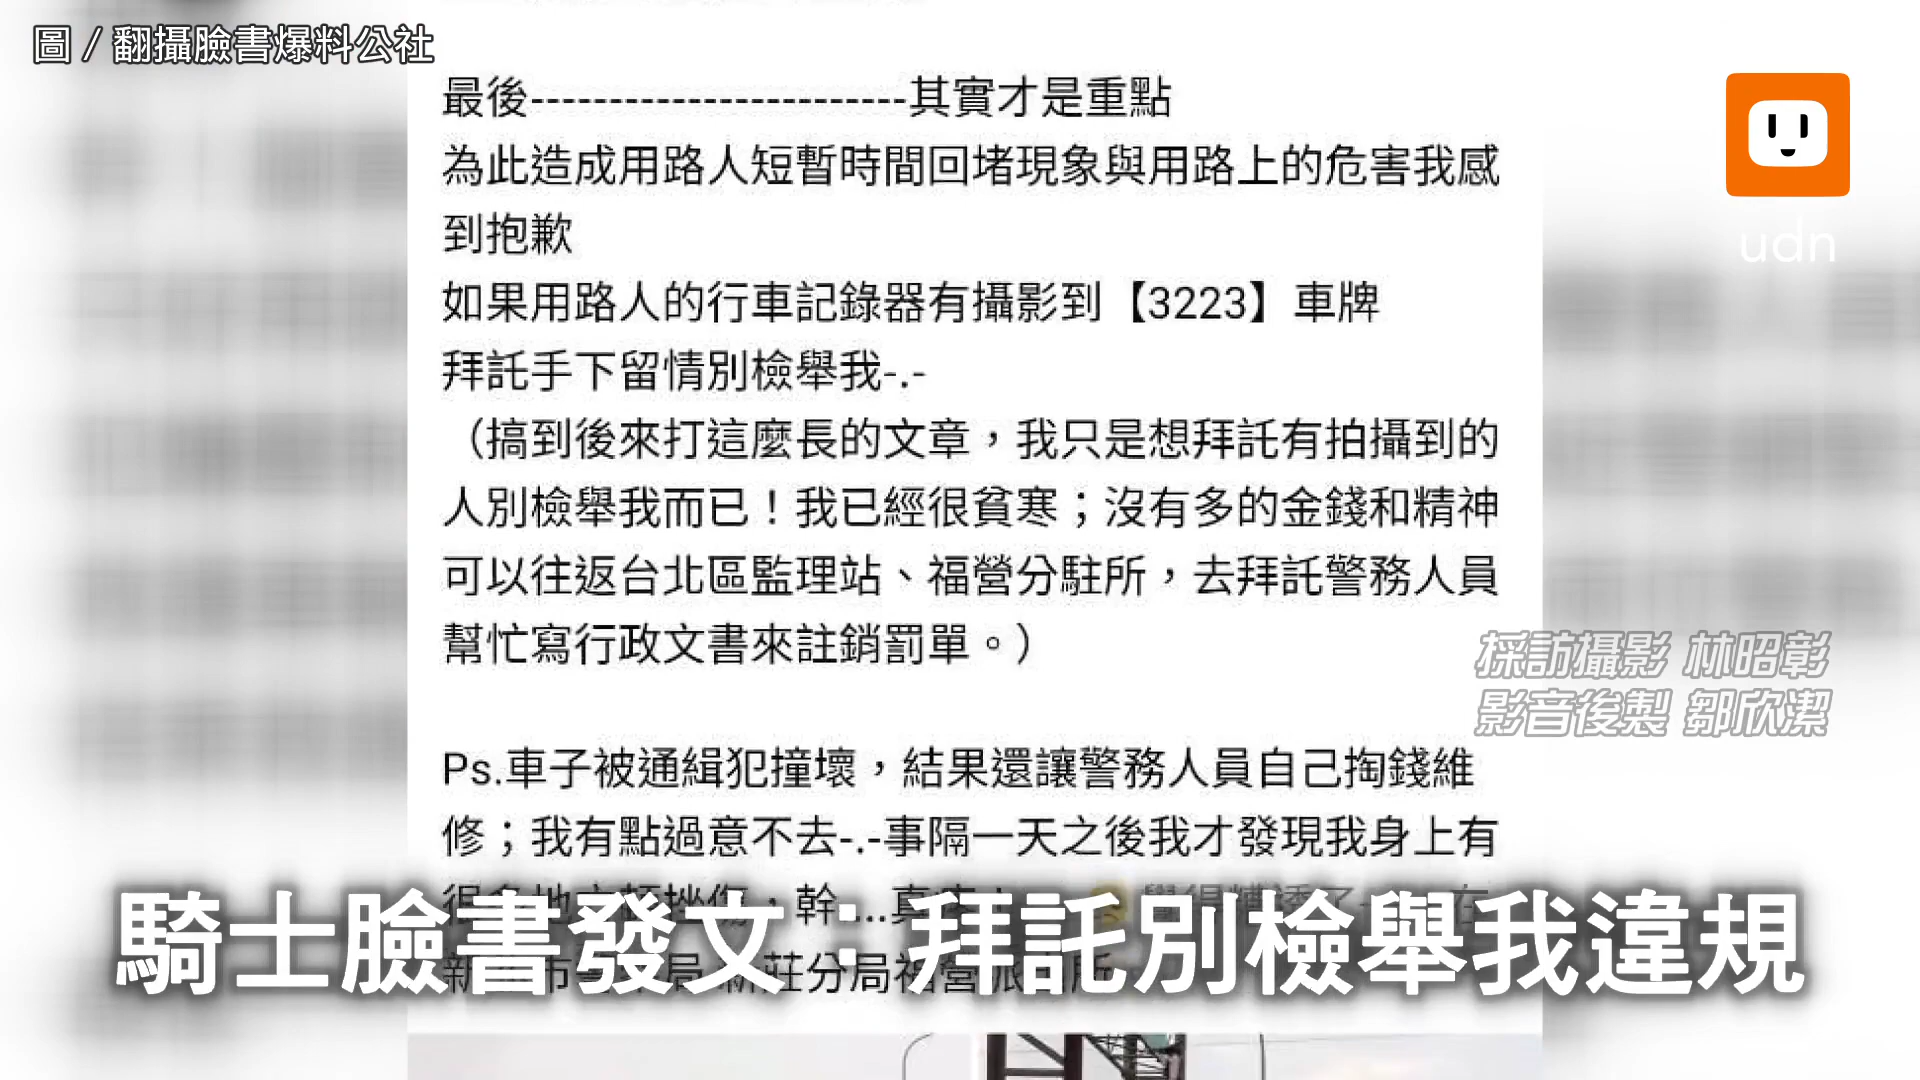 圖/翻攝臉書爆料公社
最後--------------------------其實才是重點
為此造成用路人短暫時間回堵現象與用路上的危害我感
到抱歉
如果用路人的行車記錄器有攝影到【3223】車牌
拜託手下留情別檢舉我-.-
（搞到後來打這麼長的文章，我只是想拜託有拍攝到的
人別檢舉我而已！我已經很貧寒；沒有多的金錢和精神
可以往返台北區監理站、福營分駐所，去拜託警務人員
幫忙寫行政文書來註銷罰單。）
Ps.車子被通緝犯撞壞，結果還讓警務人員自己掏錢維
修；我有點過意不去-.-事隔一天之後我才發現我身上有
騎士臉書發文：拜託別檢舉我違規
udn
採訪攝影 林昭彰
影音後製 鄒欣潔